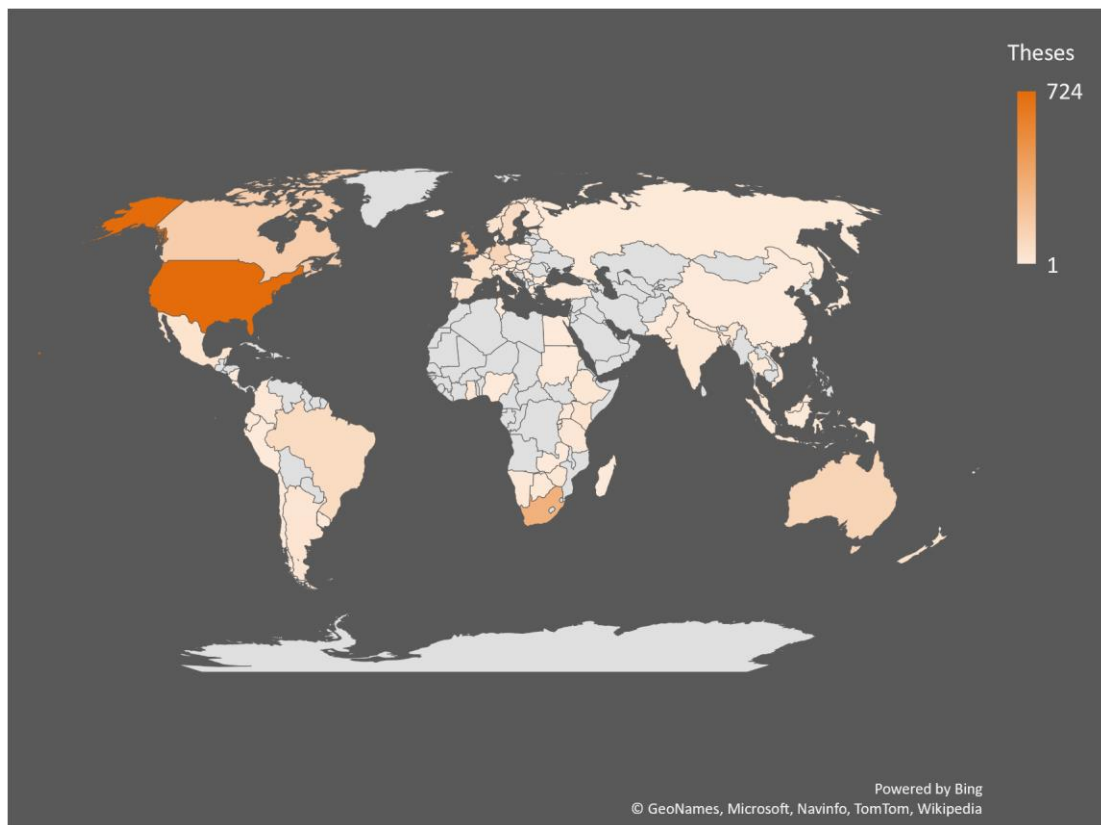 Theses
724
1
Powered by Bing
© GeoNames, Microsoft, Navinfo, TomTom, Wikipedia